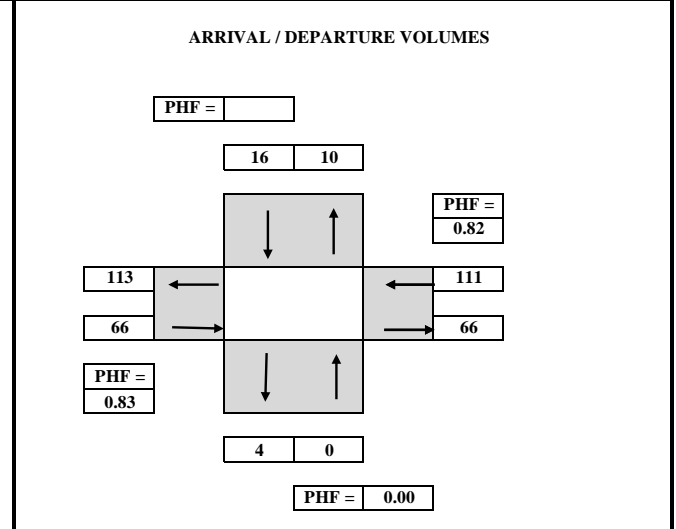 ARRIVAL / DEPARTURE VOLUMES
PHF =
16 10
PHF =
0.82
113 111
66 66
PHF =
0.83
4 0
PHF = 0.00